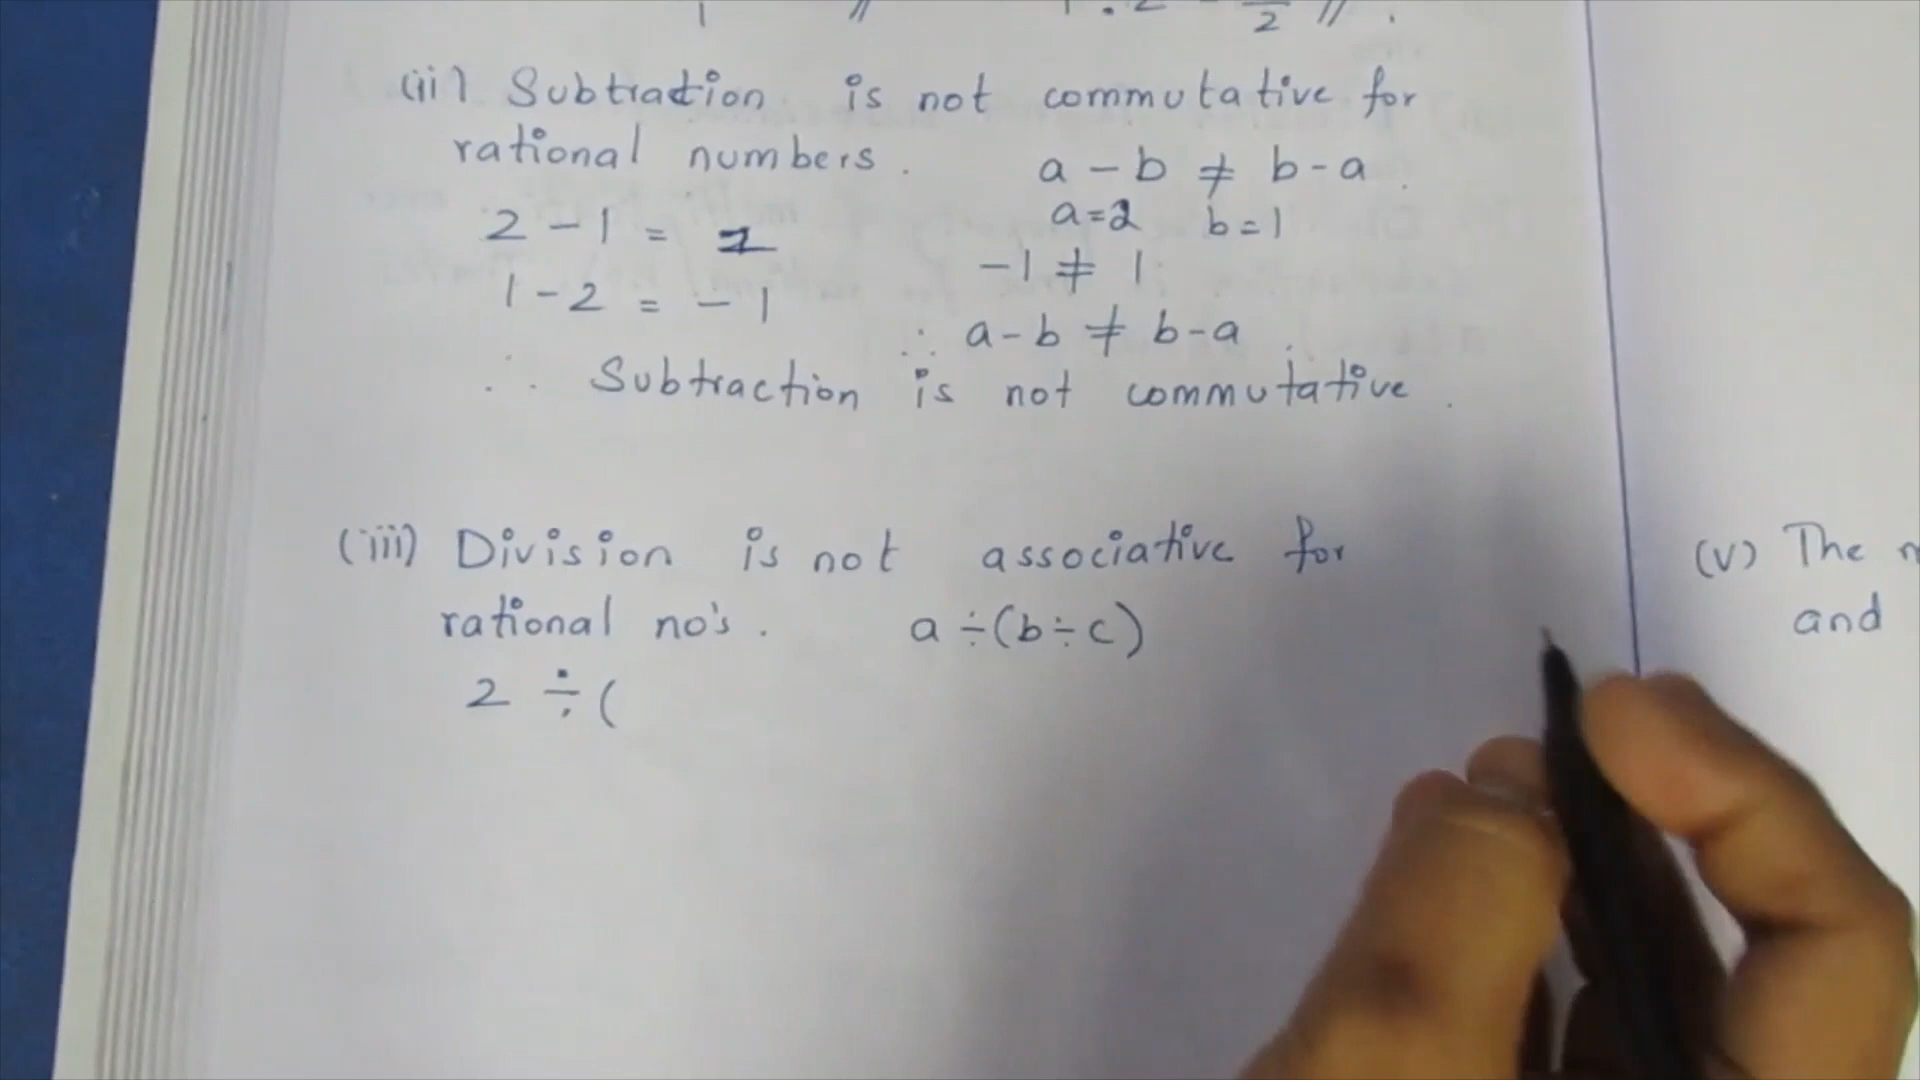 (ii) Subtraction is not commutative for
rational numbers. a - b ≠ b - a.
2 - 1 =
a = 2 b = 1
1 - 2 = - 1
-1 ≠ 1
∴ a - b ≠ b - a.
∴ Subtraction is not commutative.
(iii) Division is not associative for
rational no's. a ÷ (b ÷ c)
2 ÷ (
(v) The
and